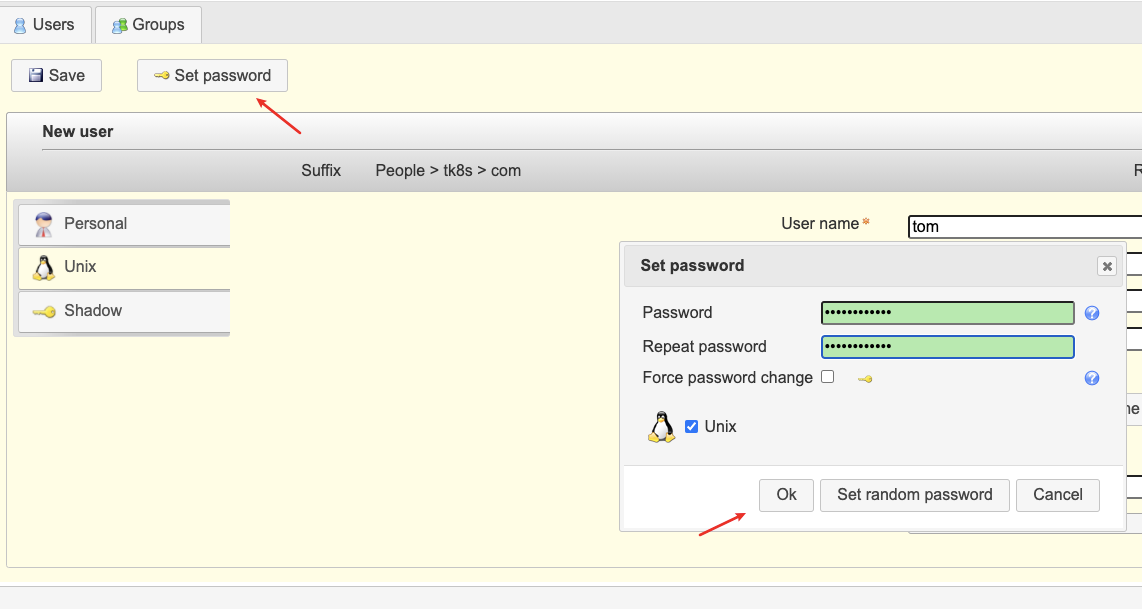 Users
Groups
Save
Set password
New user
Suffix People > tk8s > com
R
Personal
User name *
tom
Unix
Shadow
Set password
Password ••••••••••••
Repeat password ••••••••••••
Force password change
Unix
Ok
Set random password
Cancel
ne